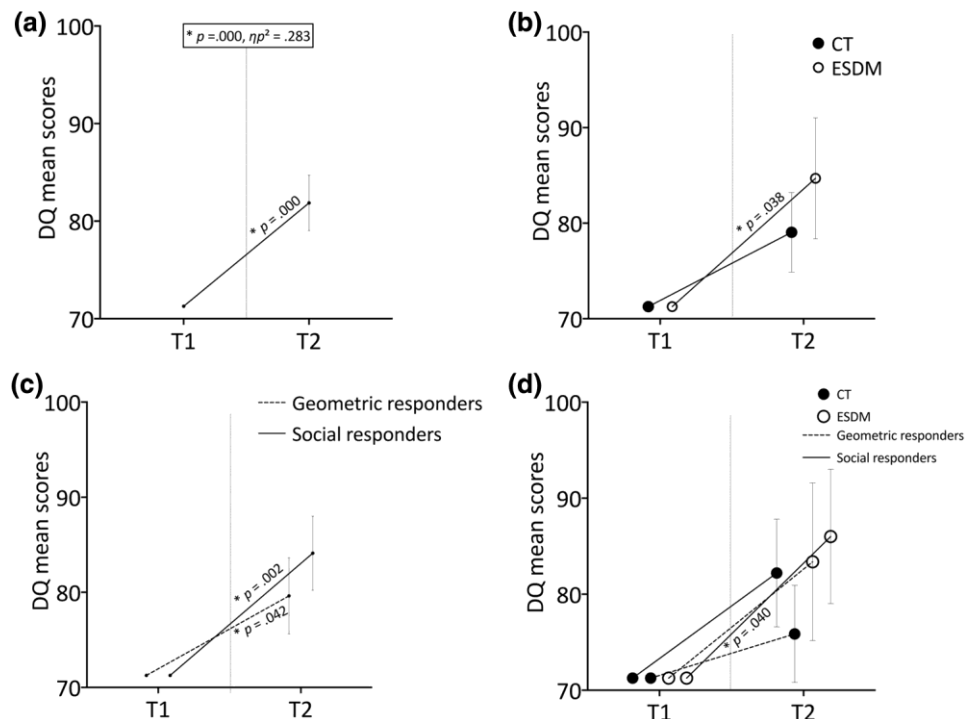 (a)
* p =.000, ηp² = .283
100
90
80
70
DQ mean scores
* p = .000
T1
T2
(b)
CT
ESDM
100
90
80
70
DQ mean scores
* p = .038
T1
T2
(c)
Geometric responders
Social responders
100
90
80
70
DQ mean scores
* p = .002
* p = .042
T1
T2
(d)
CT
ESDM
Geometric responders
Social responders
100
90
80
70
DQ mean scores
* p = .040
T1
T2